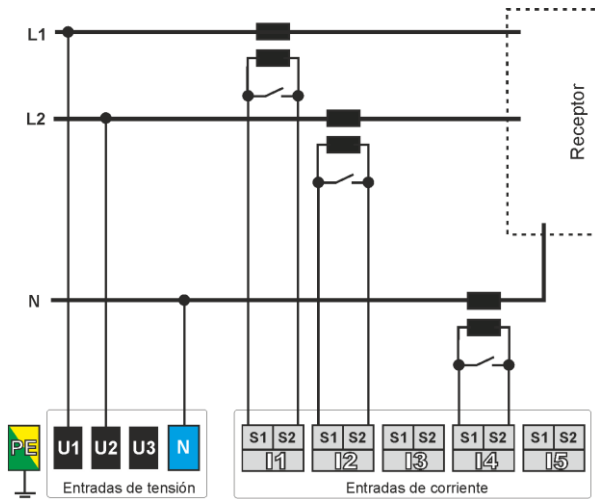 L1
Receptor
L2
N
PE U1 U2 U3 N
S1 S2 S1 S2 S1 S2 S1 S2 S1 S2
I1 I2 I3 I4 I5
Entradas de tensión Entradas de corriente